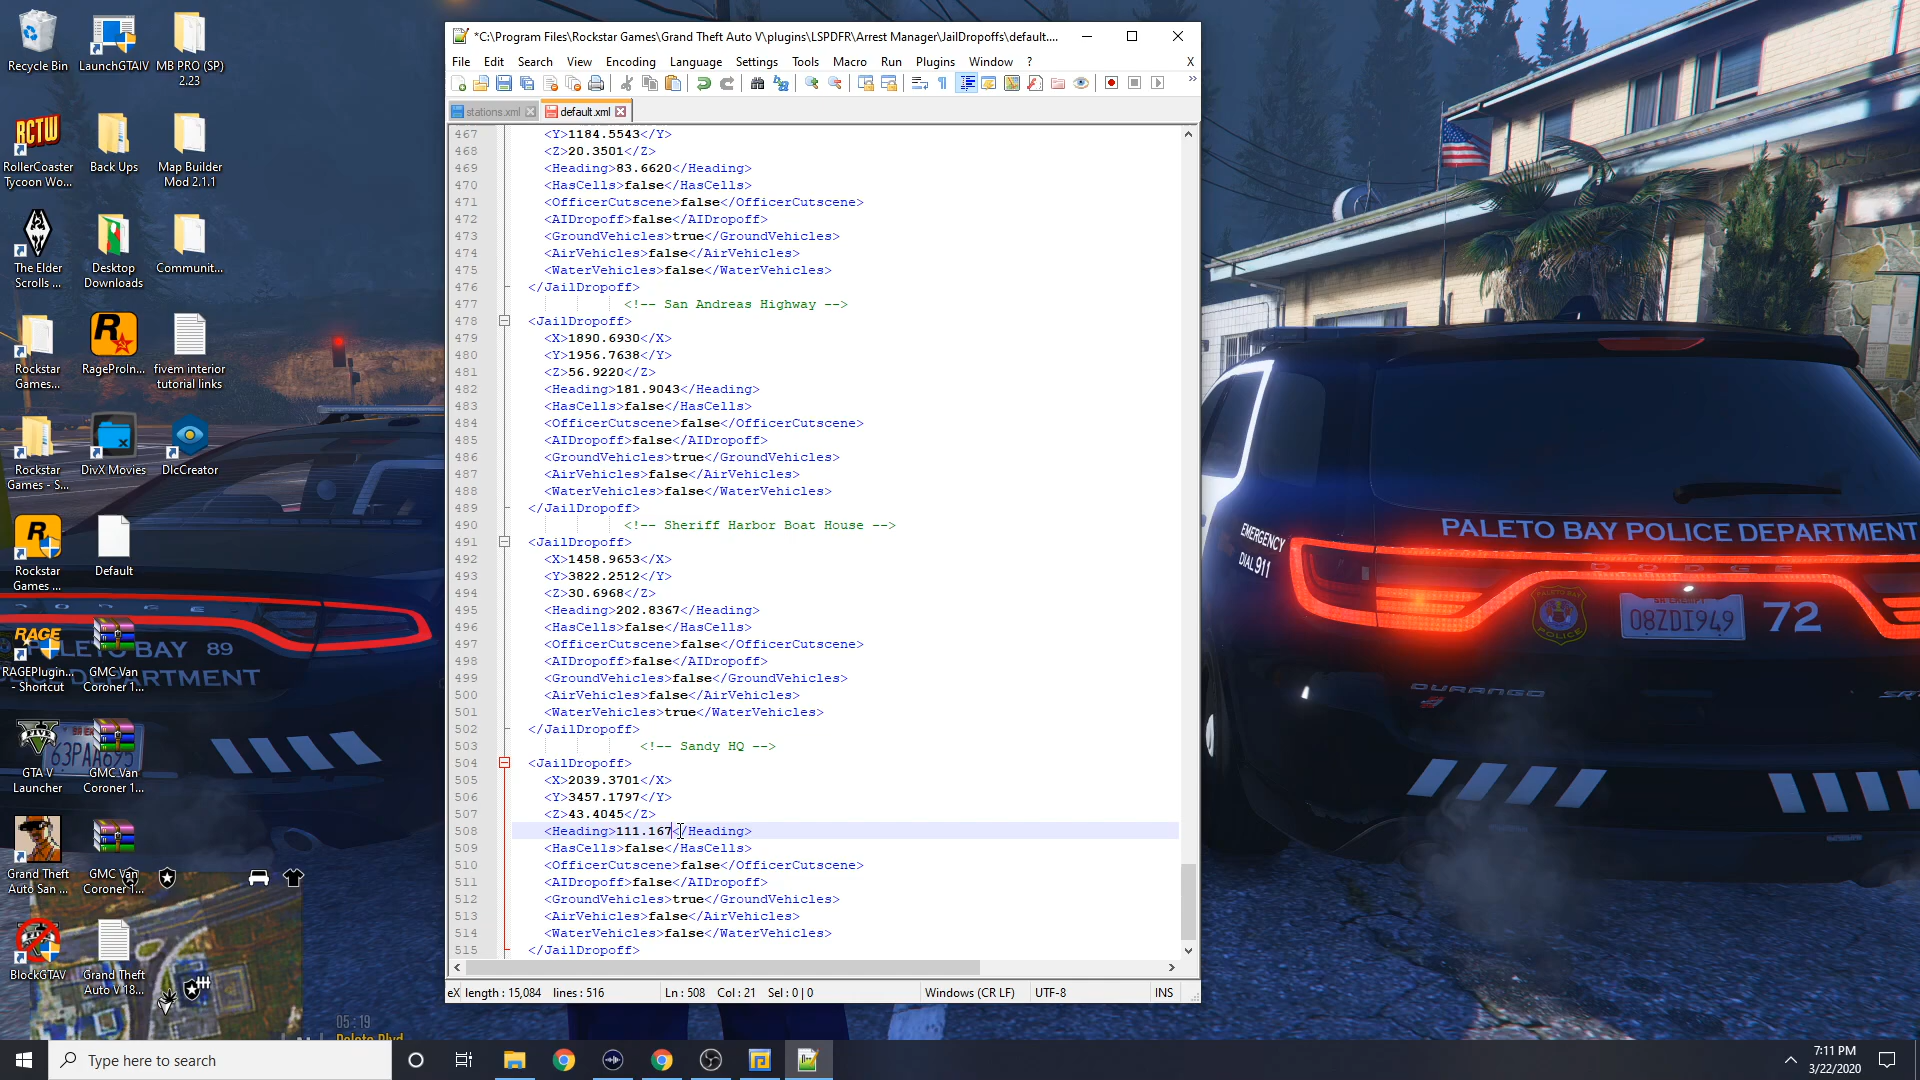 Recycle Bin
LaunchGTAIV
MB PRO (SP)
2.23
RCTW
RollerCoaster
Tycoon Wo...
Back Ups
Map Builder
Mod 2.1.1
The Elder
Scrolls ...
Desktop
Downloads
Communit...
Rockstar
Games...
RageProIn...
fivem interior
tutorial links
Rockstar
Games - S...
DivX Movies
DlcCreator
Rockstar
Games ...
Default
RAGE
RAGEPlugin...
- Shortcut
GMC Van
Coroner 1...
GTA V
Launcher
GMC Van
Coroner 1...
Grand Theft
Auto San ...
GMC Van
Coroner 1...
BlockGTAV
Grand Theft
Auto V 18...
*C:\Program Files\Rockstar Games\Grand Theft Auto V\plugins\LSPDFR\Arrest Manager\JailDropoffs\default....
File Edit Search View Encoding Language Settings Tools Macro Run Plugins Window ? X
stations.xml default.xml
467 <Y>1184.5543</Y>
468 <Z>20.3501</Z>
469 <Heading>83.6620</Heading>
470 <HasCells>false</HasCells>
471 <OfficerCutscene>false</OfficerCutscene>
472 <AIDropoff>false</AIDropoff>
473 <GroundVehicles>true</GroundVehicles>
474 <AirVehicles>false</AirVehicles>
475 <WaterVehicles>false</WaterVehicles>
476 </JailDropoff>
477 <!-- San Andreas Highway -->
478 <JailDropoff>
479 <X>1890.6930</X>
480 <Y>1956.7638</Y>
481 <Z>56.9220</Z>
482 <Heading>181.9043</Heading>
483 <HasCells>false</HasCells>
484 <OfficerCutscene>false</OfficerCutscene>
485 <AIDropoff>false</AIDropoff>
486 <GroundVehicles>true</GroundVehicles>
487 <AirVehicles>false</AirVehicles>
488 <WaterVehicles>false</WaterVehicles>
489 </JailDropoff>
490 <!-- Sheriff Harbor Boat House -->
491 <JailDropoff>
492 <X>1458.9653</X>
493 <Y>3822.2512</Y>
494 <Z>30.6968</Z>
495 <Heading>202.8367</Heading>
496 <HasCells>false</HasCells>
497 <OfficerCutscene>false</OfficerCutscene>
498 <AIDropoff>false</AIDropoff>
499 <GroundVehicles>false</GroundVehicles>
500 <AirVehicles>false</AirVehicles>
501 <WaterVehicles>true</WaterVehicles>
502 </JailDropoff>
503 <!-- Sandy HQ -->
504 <JailDropoff>
505 <X>2039.3701</X>
506 <Y>3457.1797</Y>
507 <Z>43.4045</Z>
508 <Heading>111.167</Heading>
509 <HasCells>false</HasCells>
510 <OfficerCutscene>false</OfficerCutscene>
511 <AIDropoff>false</AIDropoff>
512 <GroundVehicles>true</GroundVehicles>
513 <AirVehicles>false</AirVehicles>
514 <WaterVehicles>false</WaterVehicles>
515 </JailDropoff>
eX length : 15,084 lines : 516 Ln : 508 Col : 21 Sel : 0 | 0 Windows (CR LF) UTF-8 INS
EMERGENCY
DIAL 911
PALETO BAY POLICE DEPARTMENT
DODGE
POLICE
08ZDI949
72
DURANGO
SRT
DODGE
BAY 89
DEPARTMENT
63PAA695
05:19
Paleto Blvd
Type here to search
7:11 PM
3/22/2020